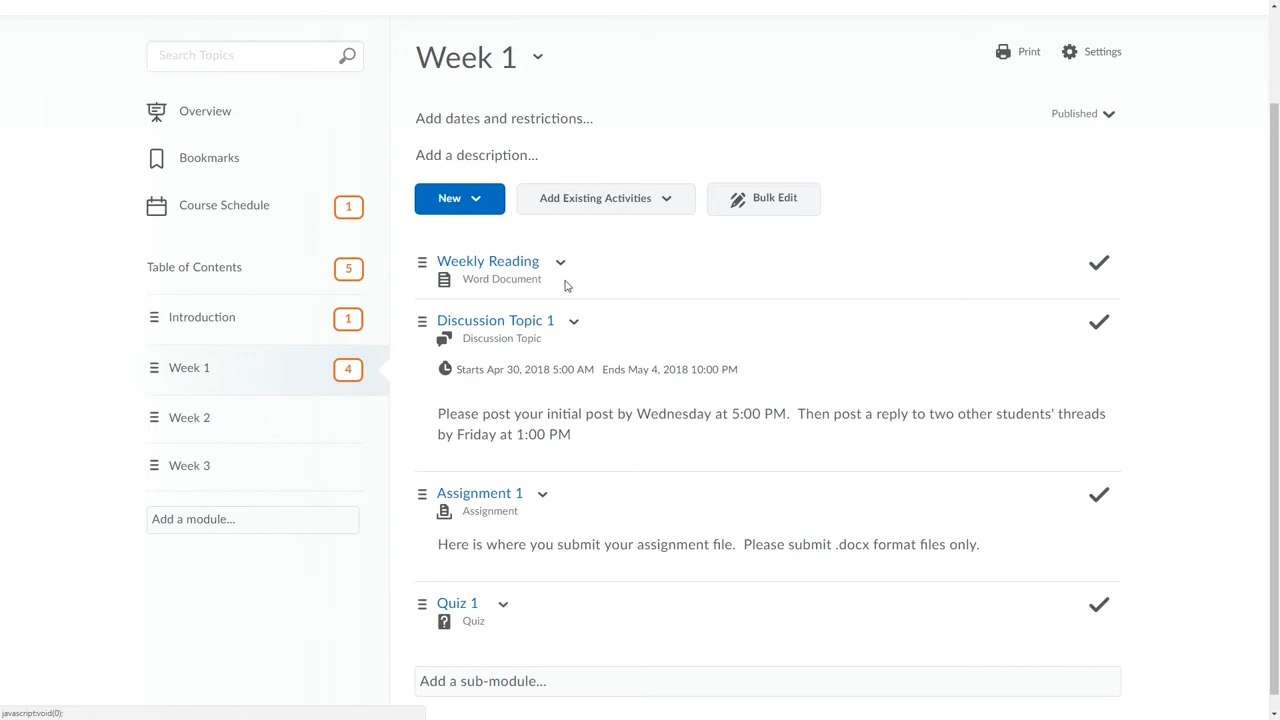 Search Topics
Overview
Bookmarks
Course Schedule
1
Table of Contents
5
Introduction
1
Week 1
4
Week 2
Week 3
Add a module...
Week 1
Print
Settings
Add dates and restrictions...
Published
Add a description...
New
Add Existing Activities
Bulk Edit
Weekly Reading
Word Document
Discussion Topic 1
Discussion Topic
Starts Apr 30, 2018 5:00 AM Ends May 4, 2018 10:00 PM
Please post your initial post by Wednesday at 5:00 PM. Then post a reply to two other students' threads
by Friday at 1:00 PM
Assignment 1
Assignment
Here is where you submit your assignment file. Please submit .docx format files only.
Quiz 1
Quiz
Add a sub-module...
javascript:void(0);